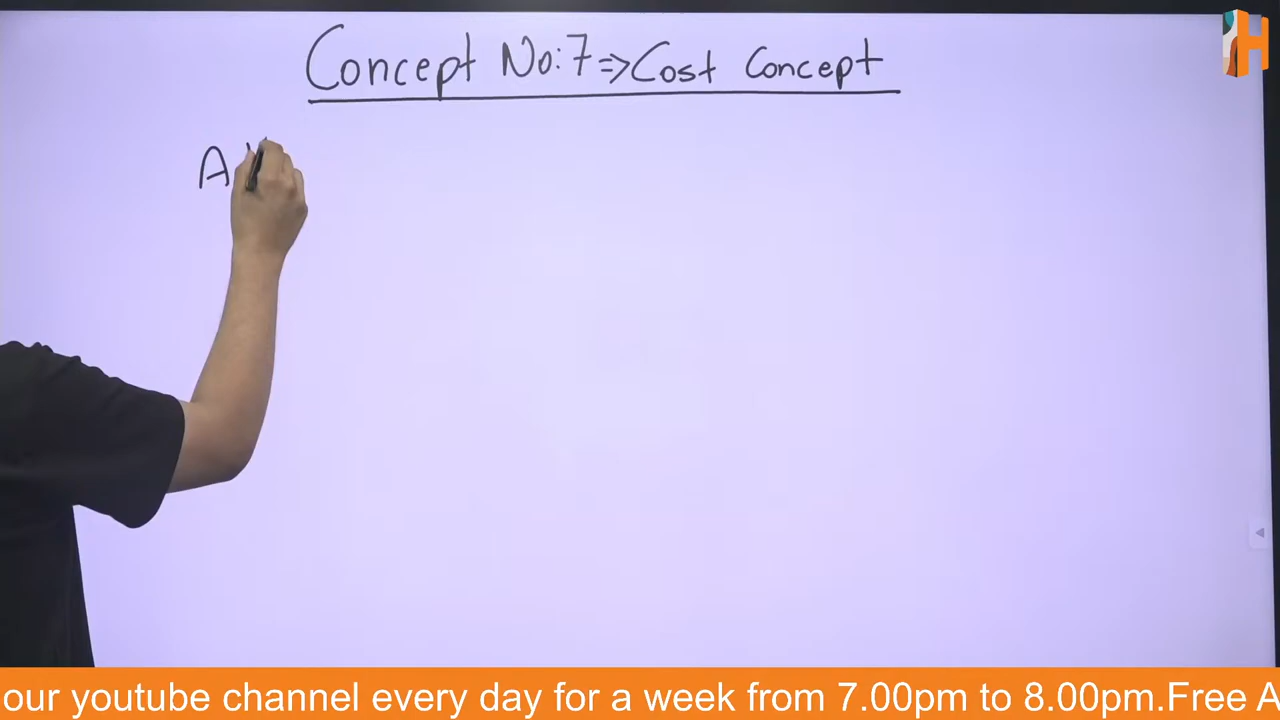 Concept No:7 => Cost Concept
A
our youtube channel every day for a week from 7.00pm to 8.00pm.Free A